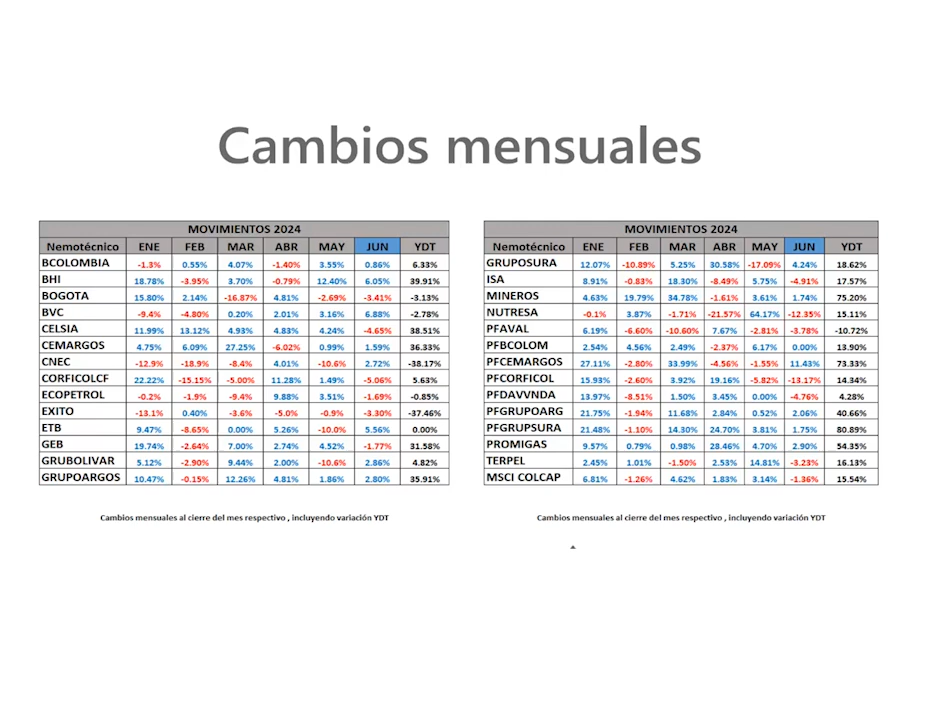 Cambios mensuales
MOVIMIENTOS 2024
Nemotécnico ENE FEB MAR ABR MAY JUN YDT
BCOLOMBIA -1.3% 0.55% 4.07% -1.40% 3.55% 0.86% 6.33%
BHI 18.78% -3.95% 3.70% -0.79% 12.40% 6.05% 39.91%
BOGOTA 15.80% 2.14% -16.87% 4.81% -2.69% -3.41% -3.13%
BVC -9.4% -4.80% 0.20% 2.01% 3.16% 6.88% -2.78%
CELSIA 11.99% 13.12% 4.93% 4.83% 4.24% -4.65% 38.51%
CEMARGOS 4.75% 6.09% 27.25% -6.02% 0.99% 1.59% 36.33%
CNEC -12.9% -18.9% -8.4% 4.01% -10.6% 2.72% -38.17%
CORFICOLCF 22.22% -15.15% -5.00% 11.28% 1.49% -5.06% 5.63%
ECOPETROL -0.2% -1.9% -9.4% 9.88% 3.51% -1.69% -0.85%
EXITO -13.1% 0.40% -3.6% -5.0% -0.9% -3.30% -37.46%
ETB 9.47% -8.65% 0.00% 5.26% -10.0% 5.56% 0.00%
GEB 19.74% -2.64% 7.00% 2.74% 4.52% -1.77% 31.58%
GRUBOLIVAR 5.12% -2.90% 9.44% 2.00% -10.6% 2.86% 4.82%
GRUPOARGOS 10.47% -0.15% 12.26% 4.81% 1.86% 2.80% 35.91%
Cambios mensuales al cierre del mes respectivo , incluyendo variación YDT
MOVIMIENTOS 2024
Nemotécnico ENE FEB MAR ABR MAY JUN YDT
GRUPOSURA 12.07% -10.89% 5.25% 30.58% -17.09% 4.24% 18.62%
ISA 8.91% -0.83% 18.30% -8.49% 5.75% -4.91% 17.57%
MINEROS 4.63% 19.79% 34.78% -1.61% 3.61% 1.74% 75.20%
NUTRESA -0.1% 3.87% -1.71% -21.57% 64.17% -12.35% 15.11%
PFAVAL 6.19% -6.60% -10.60% 7.67% -2.81% -3.78% -10.72%
PFBCOLOM 2.54% 4.56% 2.49% -2.37% 6.17% 0.00% 13.90%
PFCEMARGOS 27.11% -2.80% 33.99% -4.56% -1.55% 11.43% 73.33%
PFCORFICOL 15.93% -2.60% 3.92% 19.16% -5.82% -13.17% 14.34%
PFDAVVNDA 13.97% -8.51% 1.50% 3.45% 0.00% -4.76% 4.28%
PFGRUPOARG 21.75% -1.94% 11.68% 2.84% 0.52% 2.06% 40.66%
PFGRUPSURA 21.48% -1.10% 14.30% 24.70% 3.81% 1.75% 80.89%
PROMIGAS 9.57% 0.79% 0.98% 28.46% 4.70% 2.90% 54.35%
TERPEL 2.45% 1.01% -1.50% 2.53% 14.81% -3.23% 16.13%
MSCI COLCAP 6.81% -1.26% 4.62% 1.83% 3.14% -1.36% 15.54%
Cambios mensuales al cierre del mes respectivo , incluyendo variación YDT